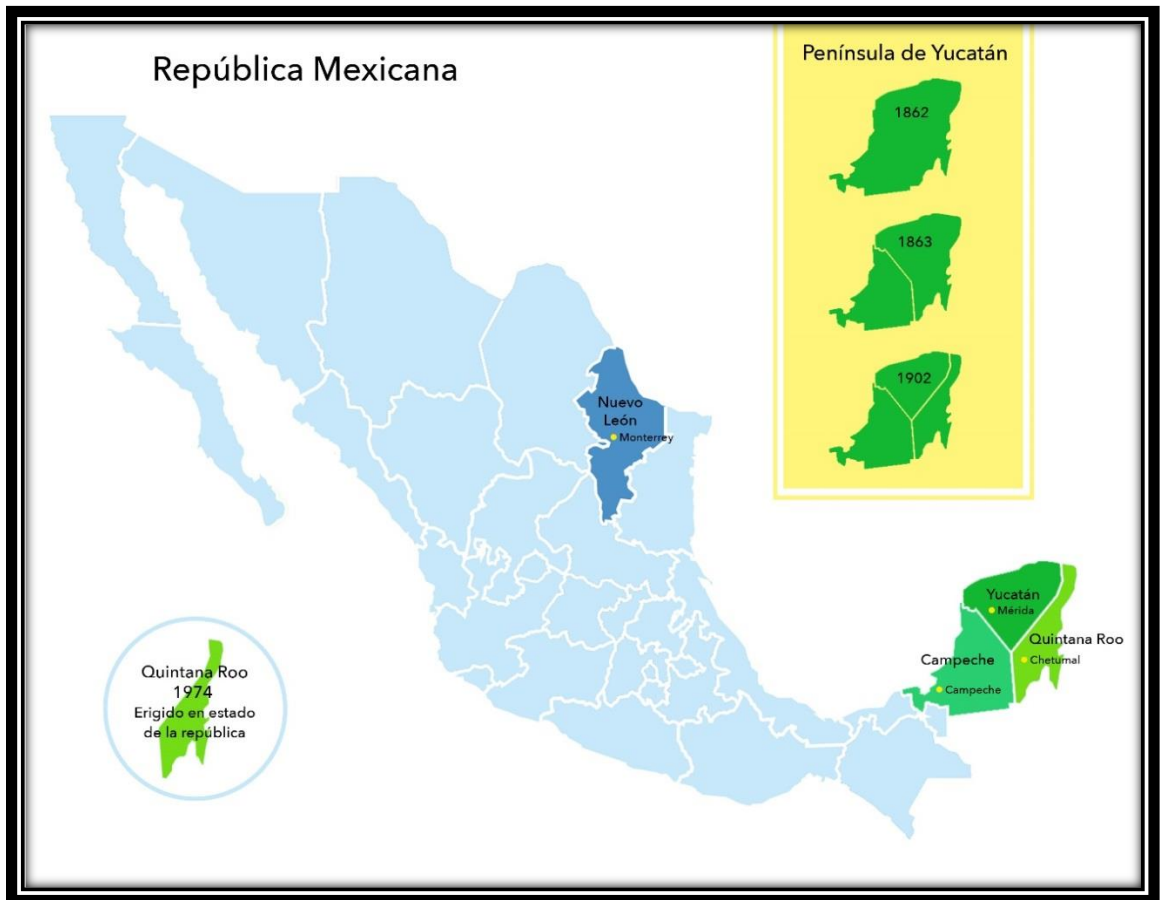 República Mexicana
Península de Yucatán
1862
1863
1902
Nuevo
León
Monterrey
Yucatán
Mérida
Quintana Roo
Chetumal
Campeche
Campeche
Quintana Roo
1974
Erigido en estado
de la república